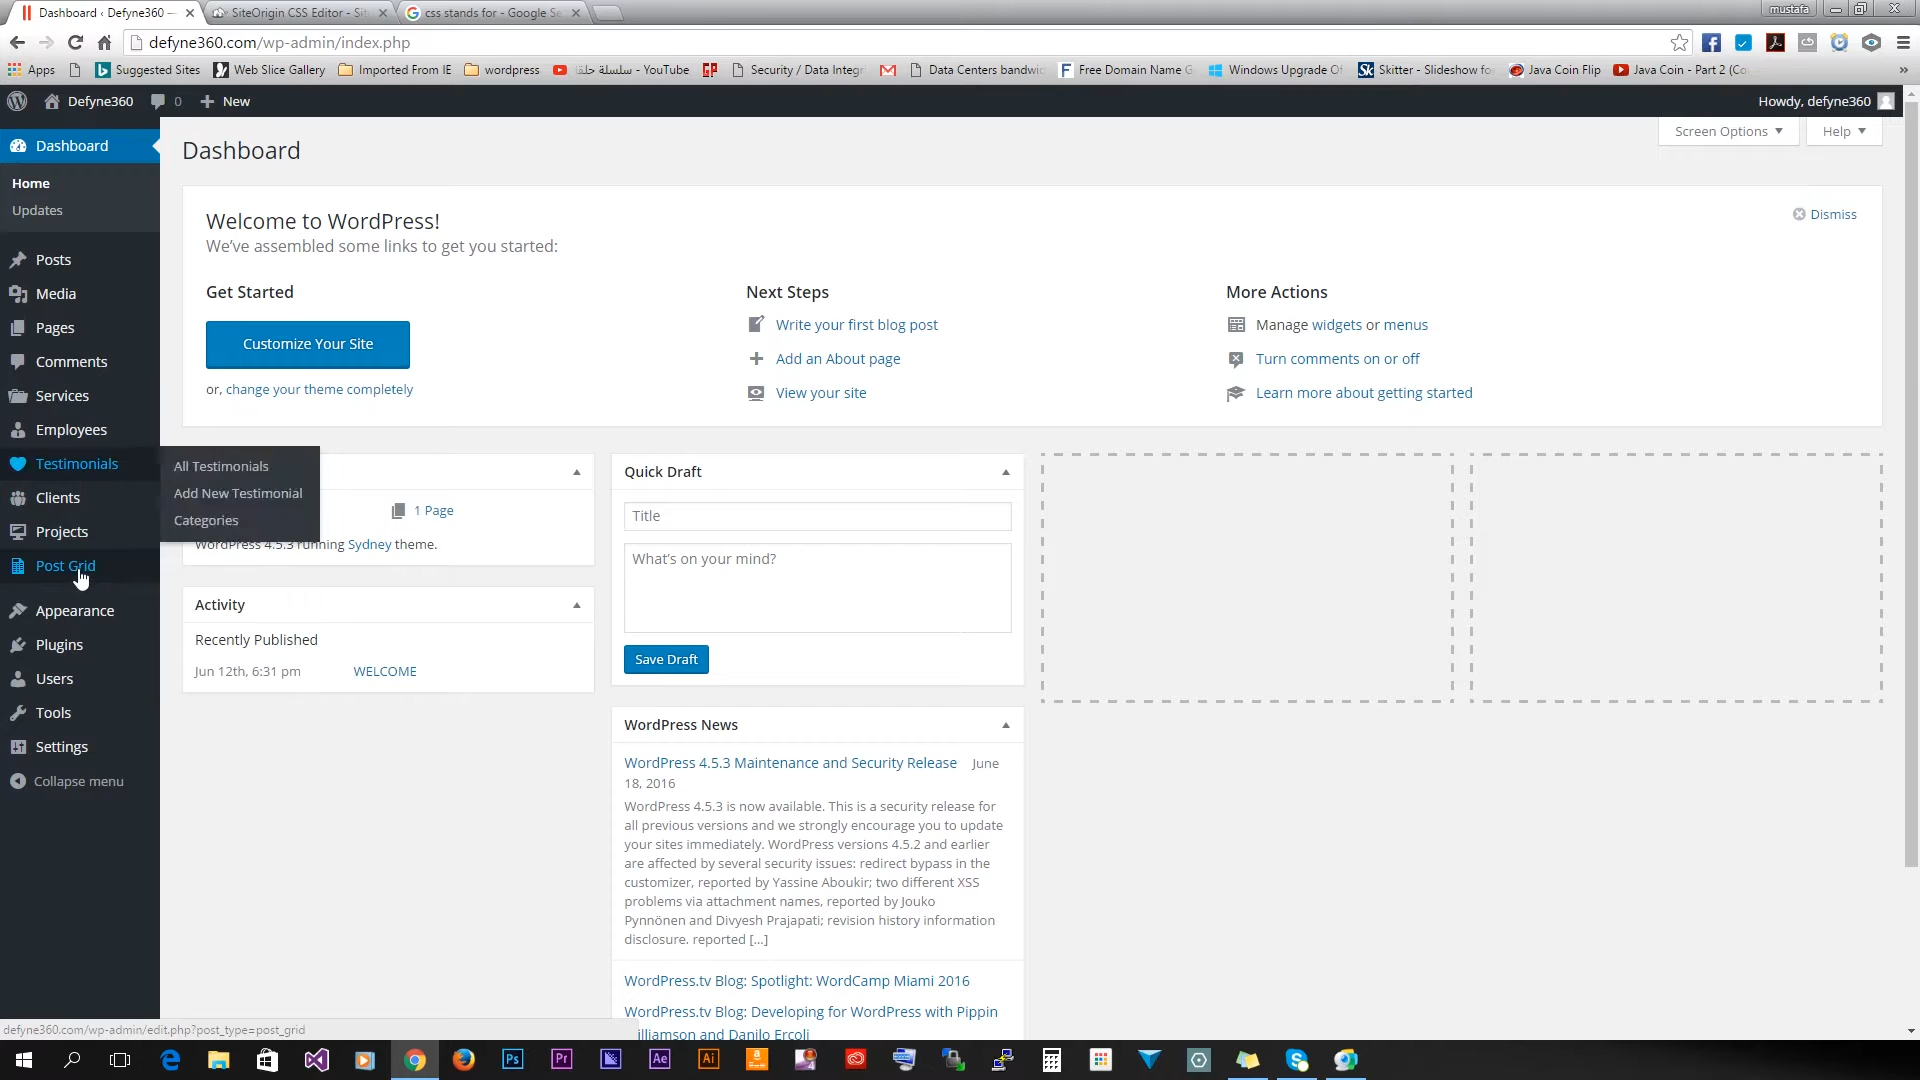 Dashboard ‹ Defyne360 —
SiteOrigin CSS Editor - Sit
css stands for - Google Se
mustafa
defyne360.com/wp-admin/index.php
Apps
Suggested Sites
Web Slice Gallery
Imported From IE
wordpress
سلسلة حلقا - YouTube
Security / Data Integr
Data Centers bandwi
Free Domain Name G
Windows Upgrade Of
Skitter - Slideshow fo
Java Coin Flip
Java Coin - Part 2 (Co
»
Defyne360
0
New
Howdy, defyne360
Dashboard
Home
Updates
Posts
Media
Pages
Comments
Services
Employees
Testimonials
Clients
Projects
Post Grid
Appearance
Plugins
Users
Tools
Settings
Collapse menu
All Testimonials
Add New Testimonial
Categories
Dashboard
Screen Options
Help
Welcome to WordPress!
We've assembled some links to get you started:
Dismiss
Get Started
Customize Your Site
or, change your theme completely
Next Steps
Write your first blog post
Add an About page
View your site
More Actions
Manage widgets or menus
Turn comments on or off
Learn more about getting started
1 Page
WordPress 4.5.3 running Sydney theme.
Activity
Recently Published
Jun 12th, 6:31 pm WELCOME
Quick Draft
Title
What's on your mind?
Save Draft
WordPress News
WordPress 4.5.3 Maintenance and Security Release June
18, 2016
WordPress 4.5.3 is now available. This is a security release for
all previous versions and we strongly encourage you to update
your sites immediately. WordPress versions 4.5.2 and earlier
are affected by several security issues: redirect bypass in the
customizer, reported by Yassine Aboukir; two different XSS
problems via attachment names, reported by Jouko
Pynnönen and Divyesh Prajapati; revision history information
disclosure. reported […]
WordPress.tv Blog: Spotlight: WordCamp Miami 2016
WordPress.tv Blog: Developing for WordPress with Pippin
illiamson and Danilo Ercoli
defyne360.com/wp-admin/edit.php?post_type=post_grid
Ps
Pr
Ae
Ai